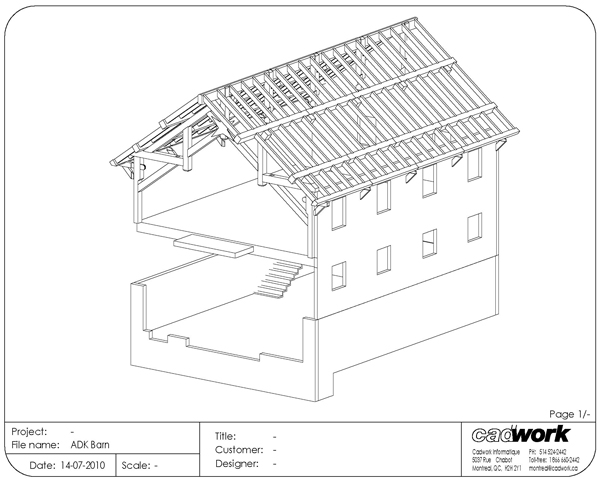 Page 1/-
Project: -
File name: ADK Barn
Date: 14-07-2010
Scale: -
Title: -
Customer: -
Designer: -
cadwork
Cadwork Informatique PH: 514 524-2442
5037 Rue Chabot Toll-free: 1 866 660-2442
Montreal, QC, H2H 2T1 montreal@cadwork.ca